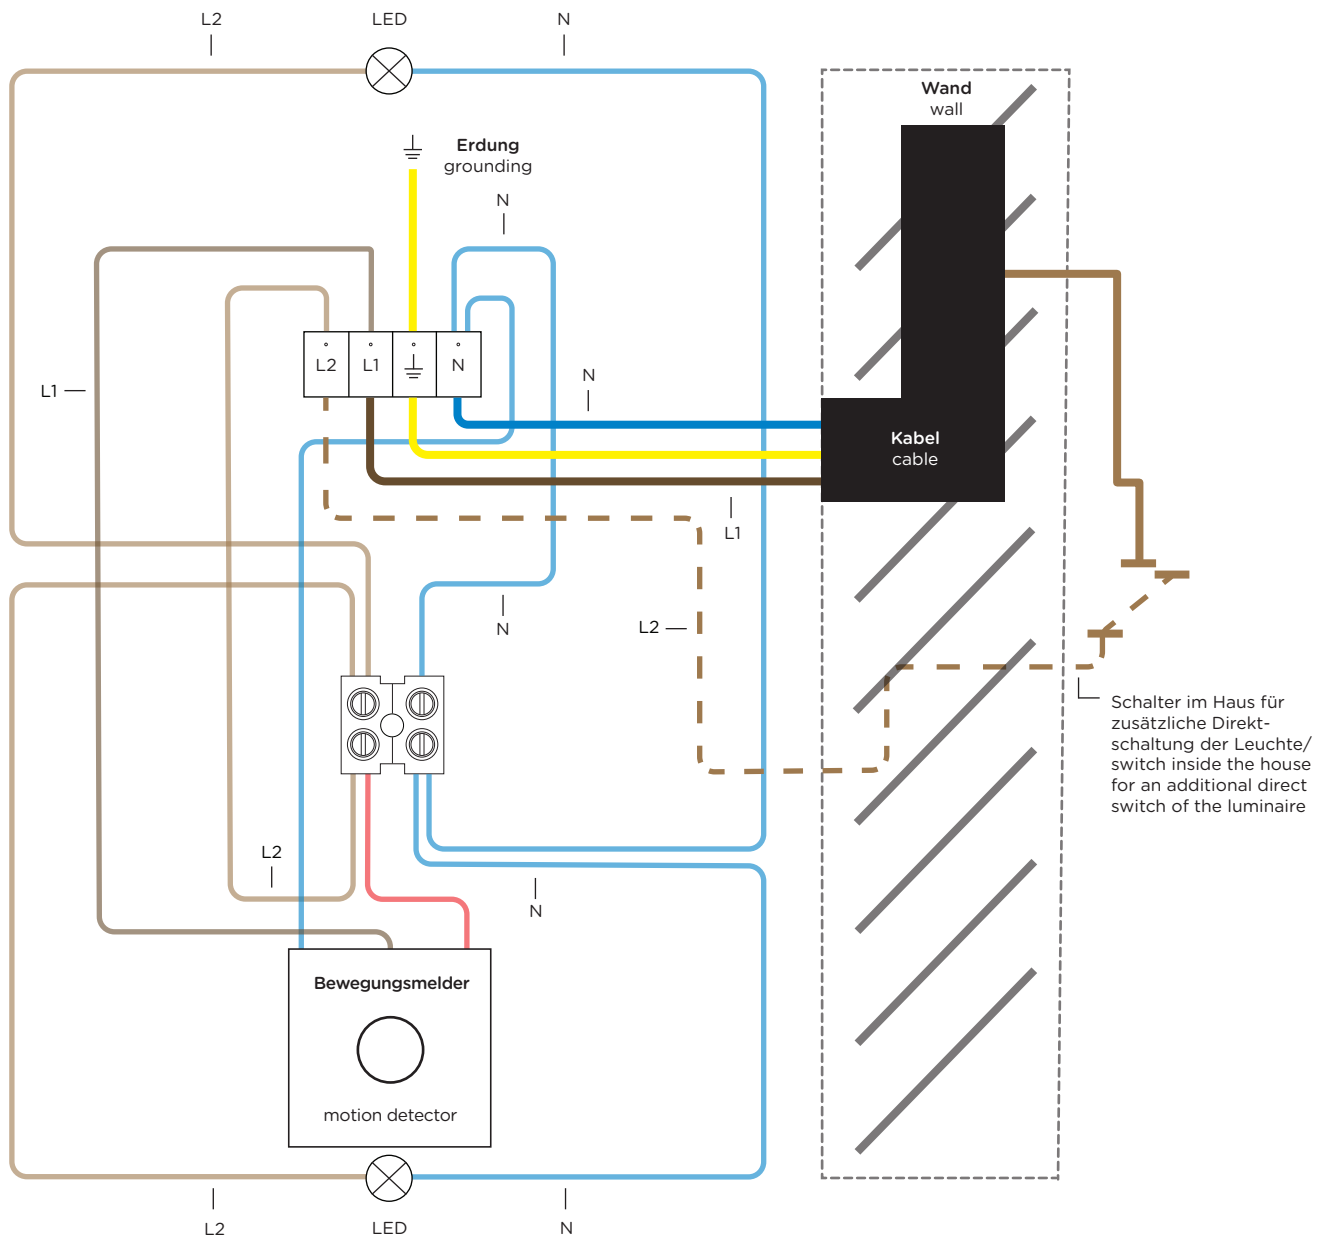 L2
LED
N
Wand
wall
Erdung
grounding
N
L2
L1
N
L1
N
Kabel
cable
L1
N
L2
Schalter im Haus für
zusätzliche Direkt-
schaltung der Leuchte/
switch inside the house
for an additional direct
switch of the luminaire
L2
N
Bewegungsmelder
motion detector
L2
LED
N